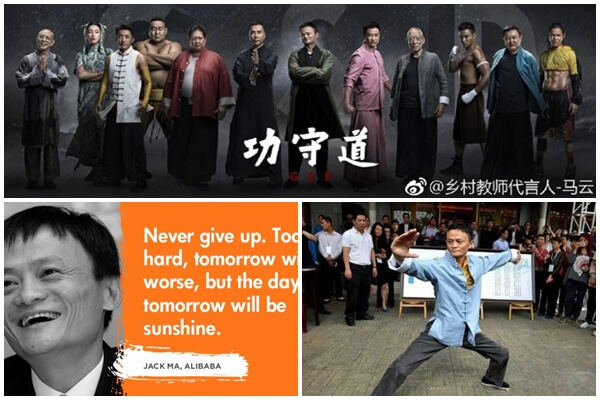 功守道
GSD
@乡村教师代言人-马云
Never give up. Tod
hard, tomorrow w
worse, but the day
tomorrow will be
sunshine.
JACK MA, ALIBABA